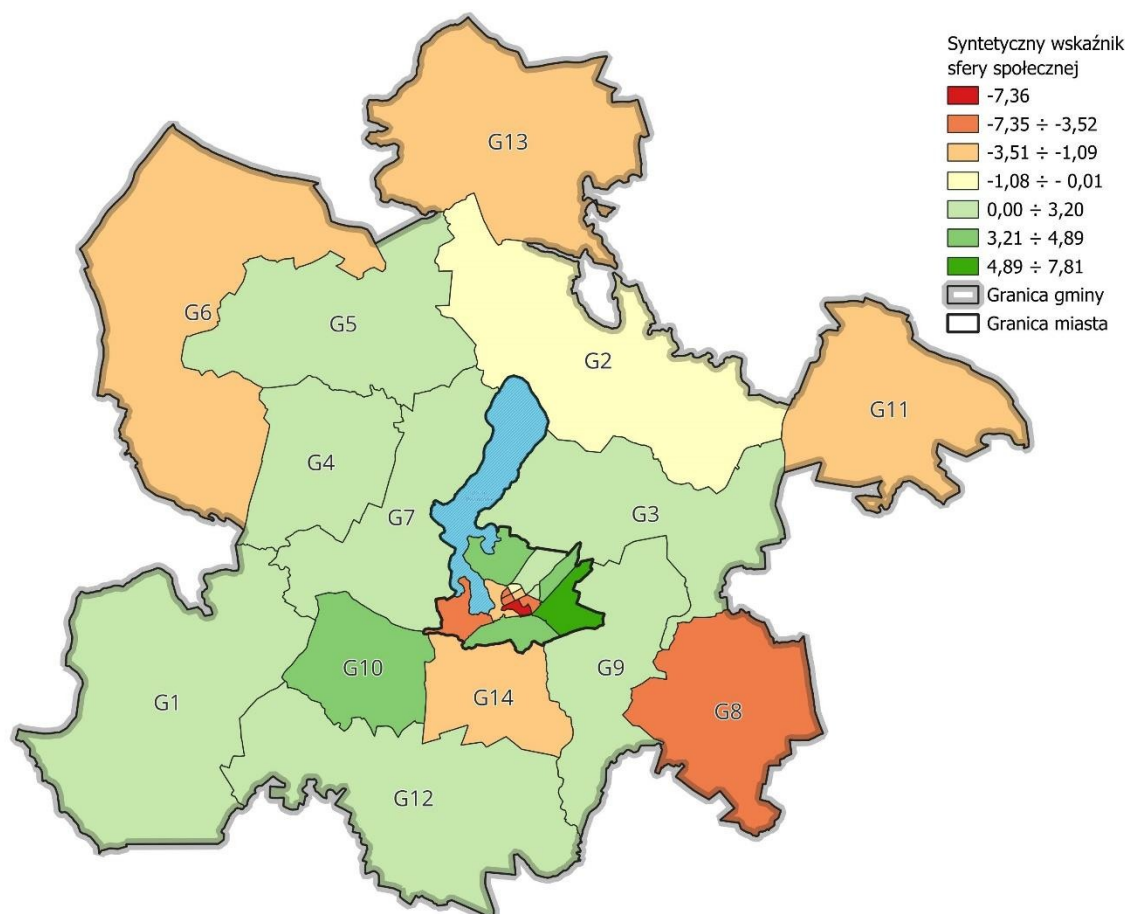 Syntetyczny wskaźnik
sfery społecznej
-7,36
-7,35 ÷ -3,52
-3,51 ÷ -1,09
-1,08 ÷ - 0,01
0,00 ÷ 3,20
3,21 ÷ 4,89
4,89 ÷ 7,81
Granica gminy
Granica miasta
G13
G6
G5
G2
G11
G4
G7
G3
G10
G9
G1
G14
G8
G12